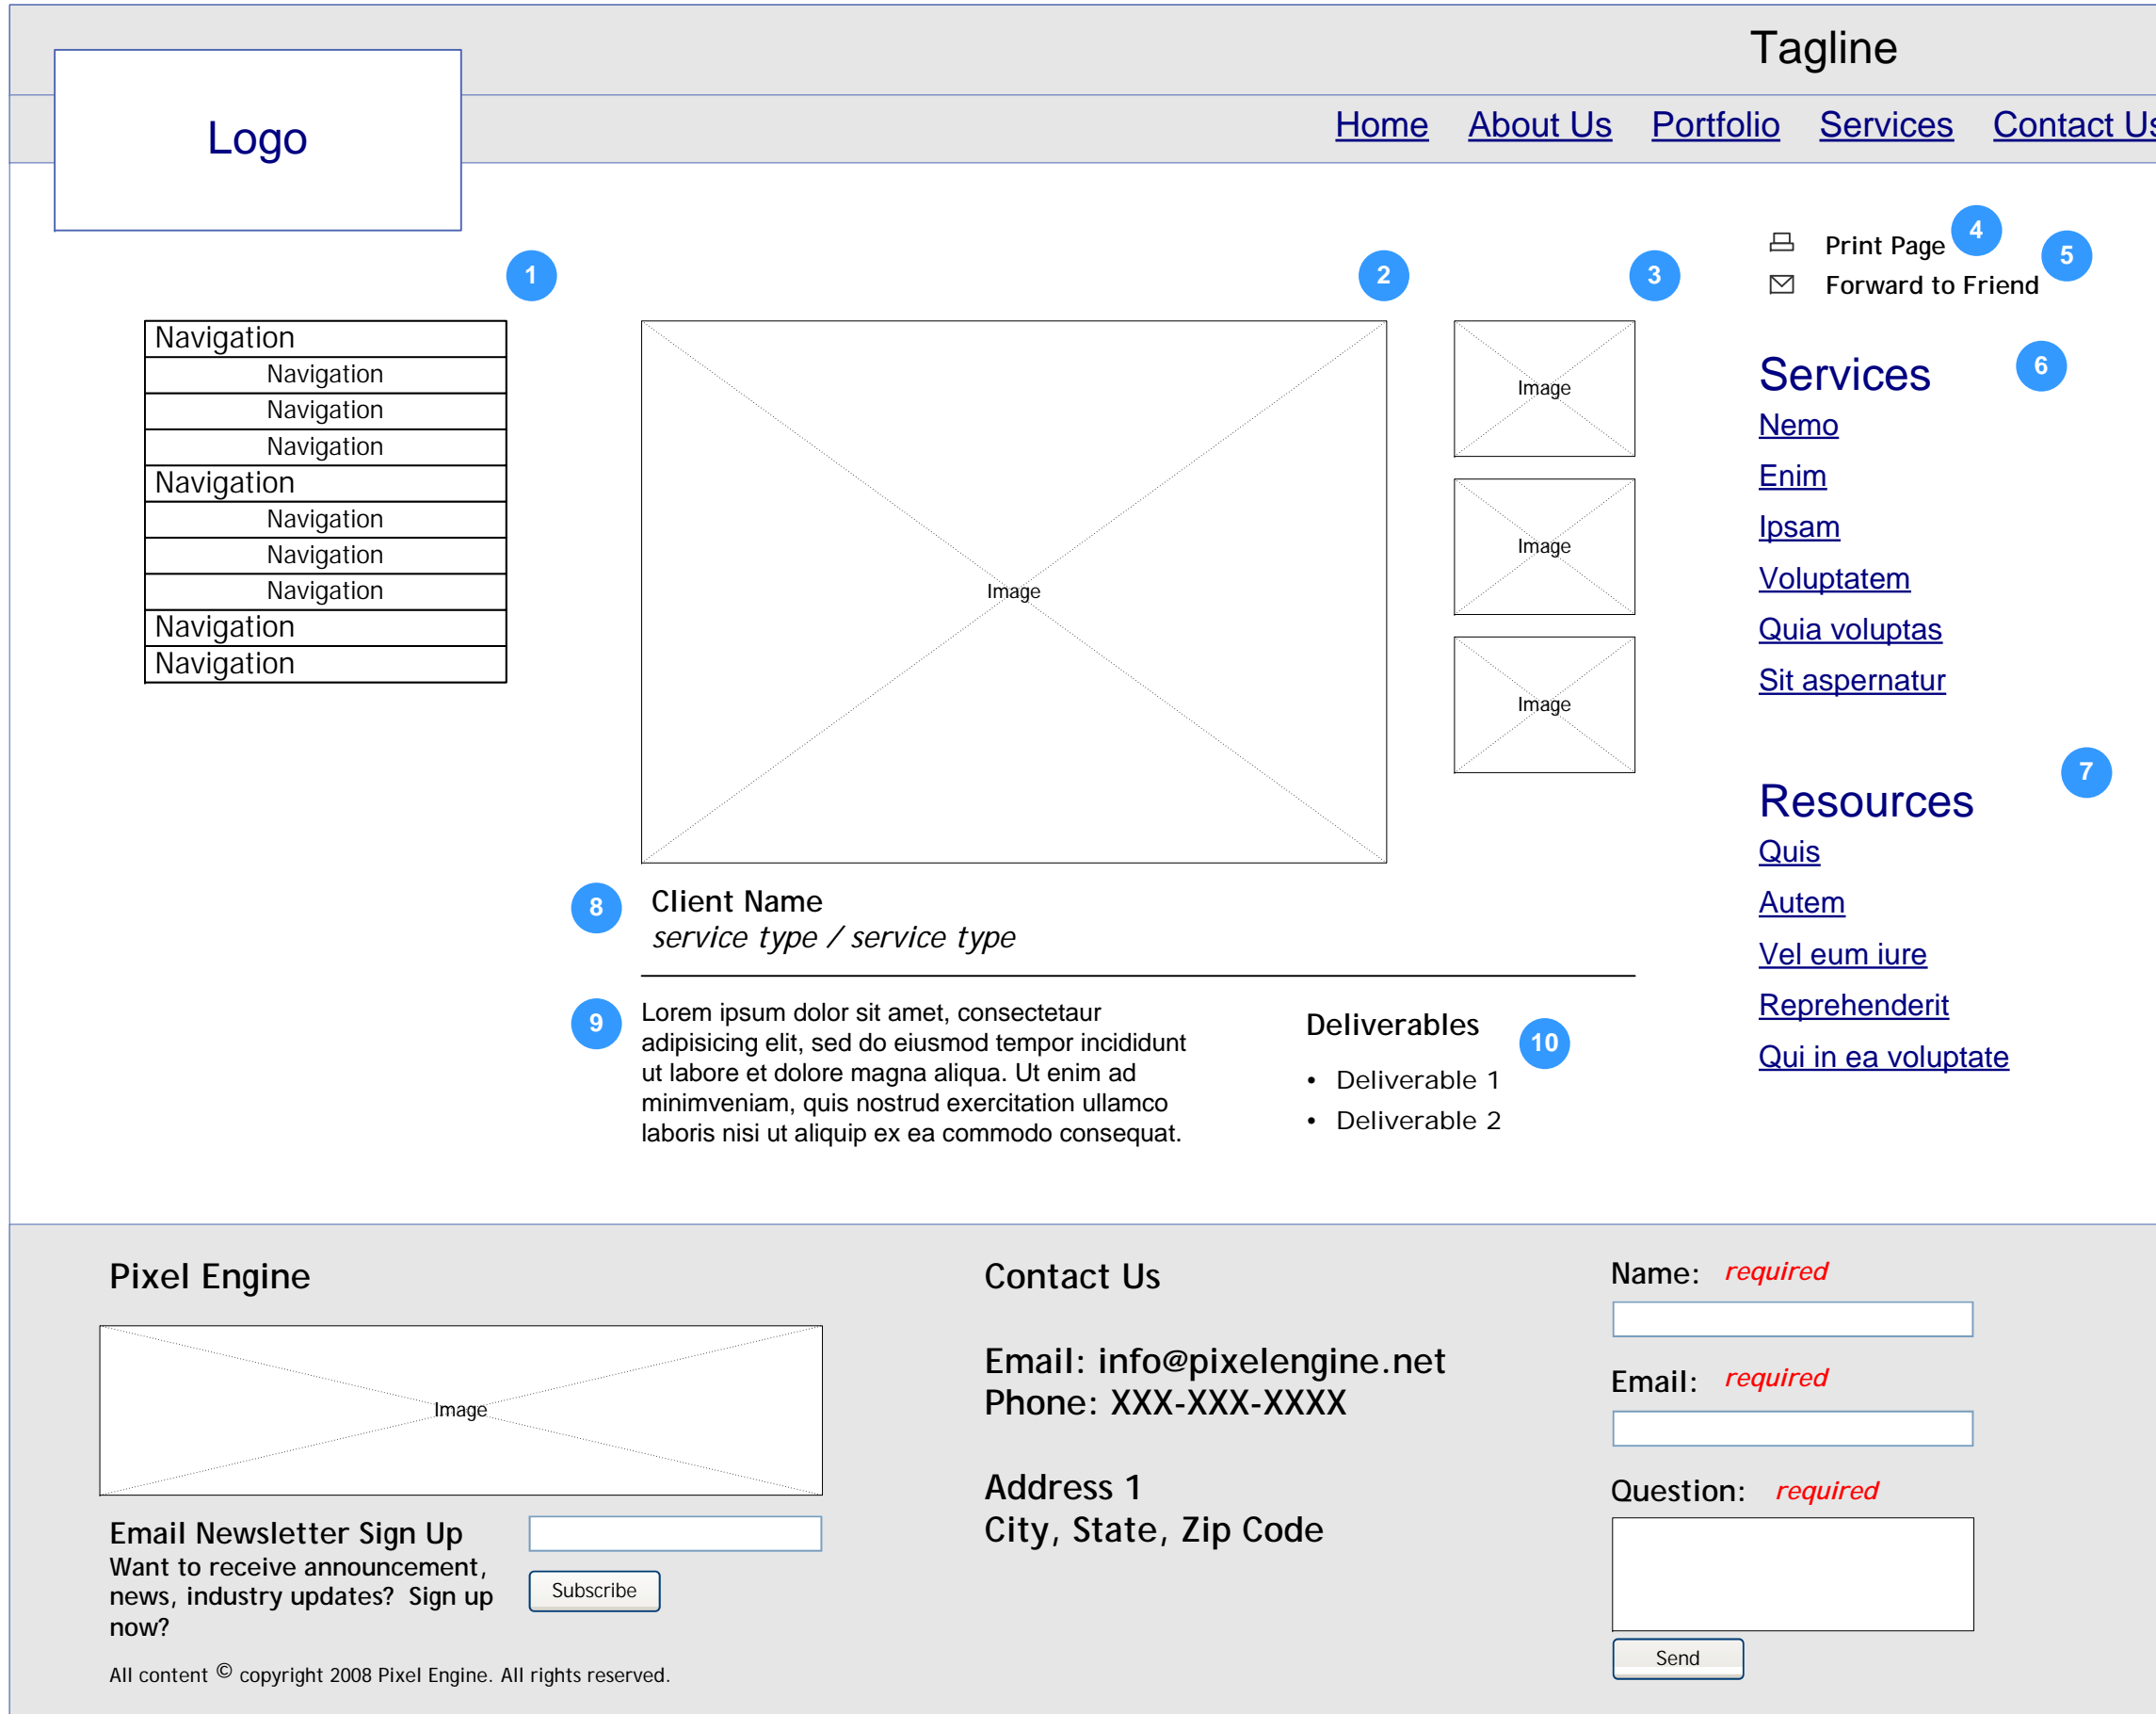 Tagline
Logo
Home About Us Portfolio Services Contact Us
4
Print Page
5
Forward to Friend
1
2
3
Navigation
Navigation
Navigation
Navigation
Navigation
Navigation
Navigation
Navigation
Navigation
Navigation
Image
Image
Image
Image
Services
6
Nemo
Enim
Ipsam
Voluptatem
Quia voluptas
Sit aspernatur
7
Resources
Quis
Autem
Vel eum iure
Reprehenderit
Qui in ea voluptate
8
Client Name
service type / service type
9
Lorem ipsum dolor sit amet, consectetaur
adipisicing elit, sed do eiusmod tempor incididunt
ut labore et dolore magna aliqua. Ut enim ad
minimveniam, quis nostrud exercitation ullamco
laboris nisi ut aliquip ex ea commodo consequat.
Deliverables
10
• Deliverable 1
• Deliverable 2
Pixel Engine
Image
Email Newsletter Sign Up
Want to receive announcement,
news, industry updates? Sign up
now?
Subscribe
All content © copyright 2008 Pixel Engine. All rights reserved.
Contact Us
Email: info@pixelengine.net
Phone: XXX-XXX-XXXX
Address 1
City, State, Zip Code
Name: required
Email: required
Question: required
Send